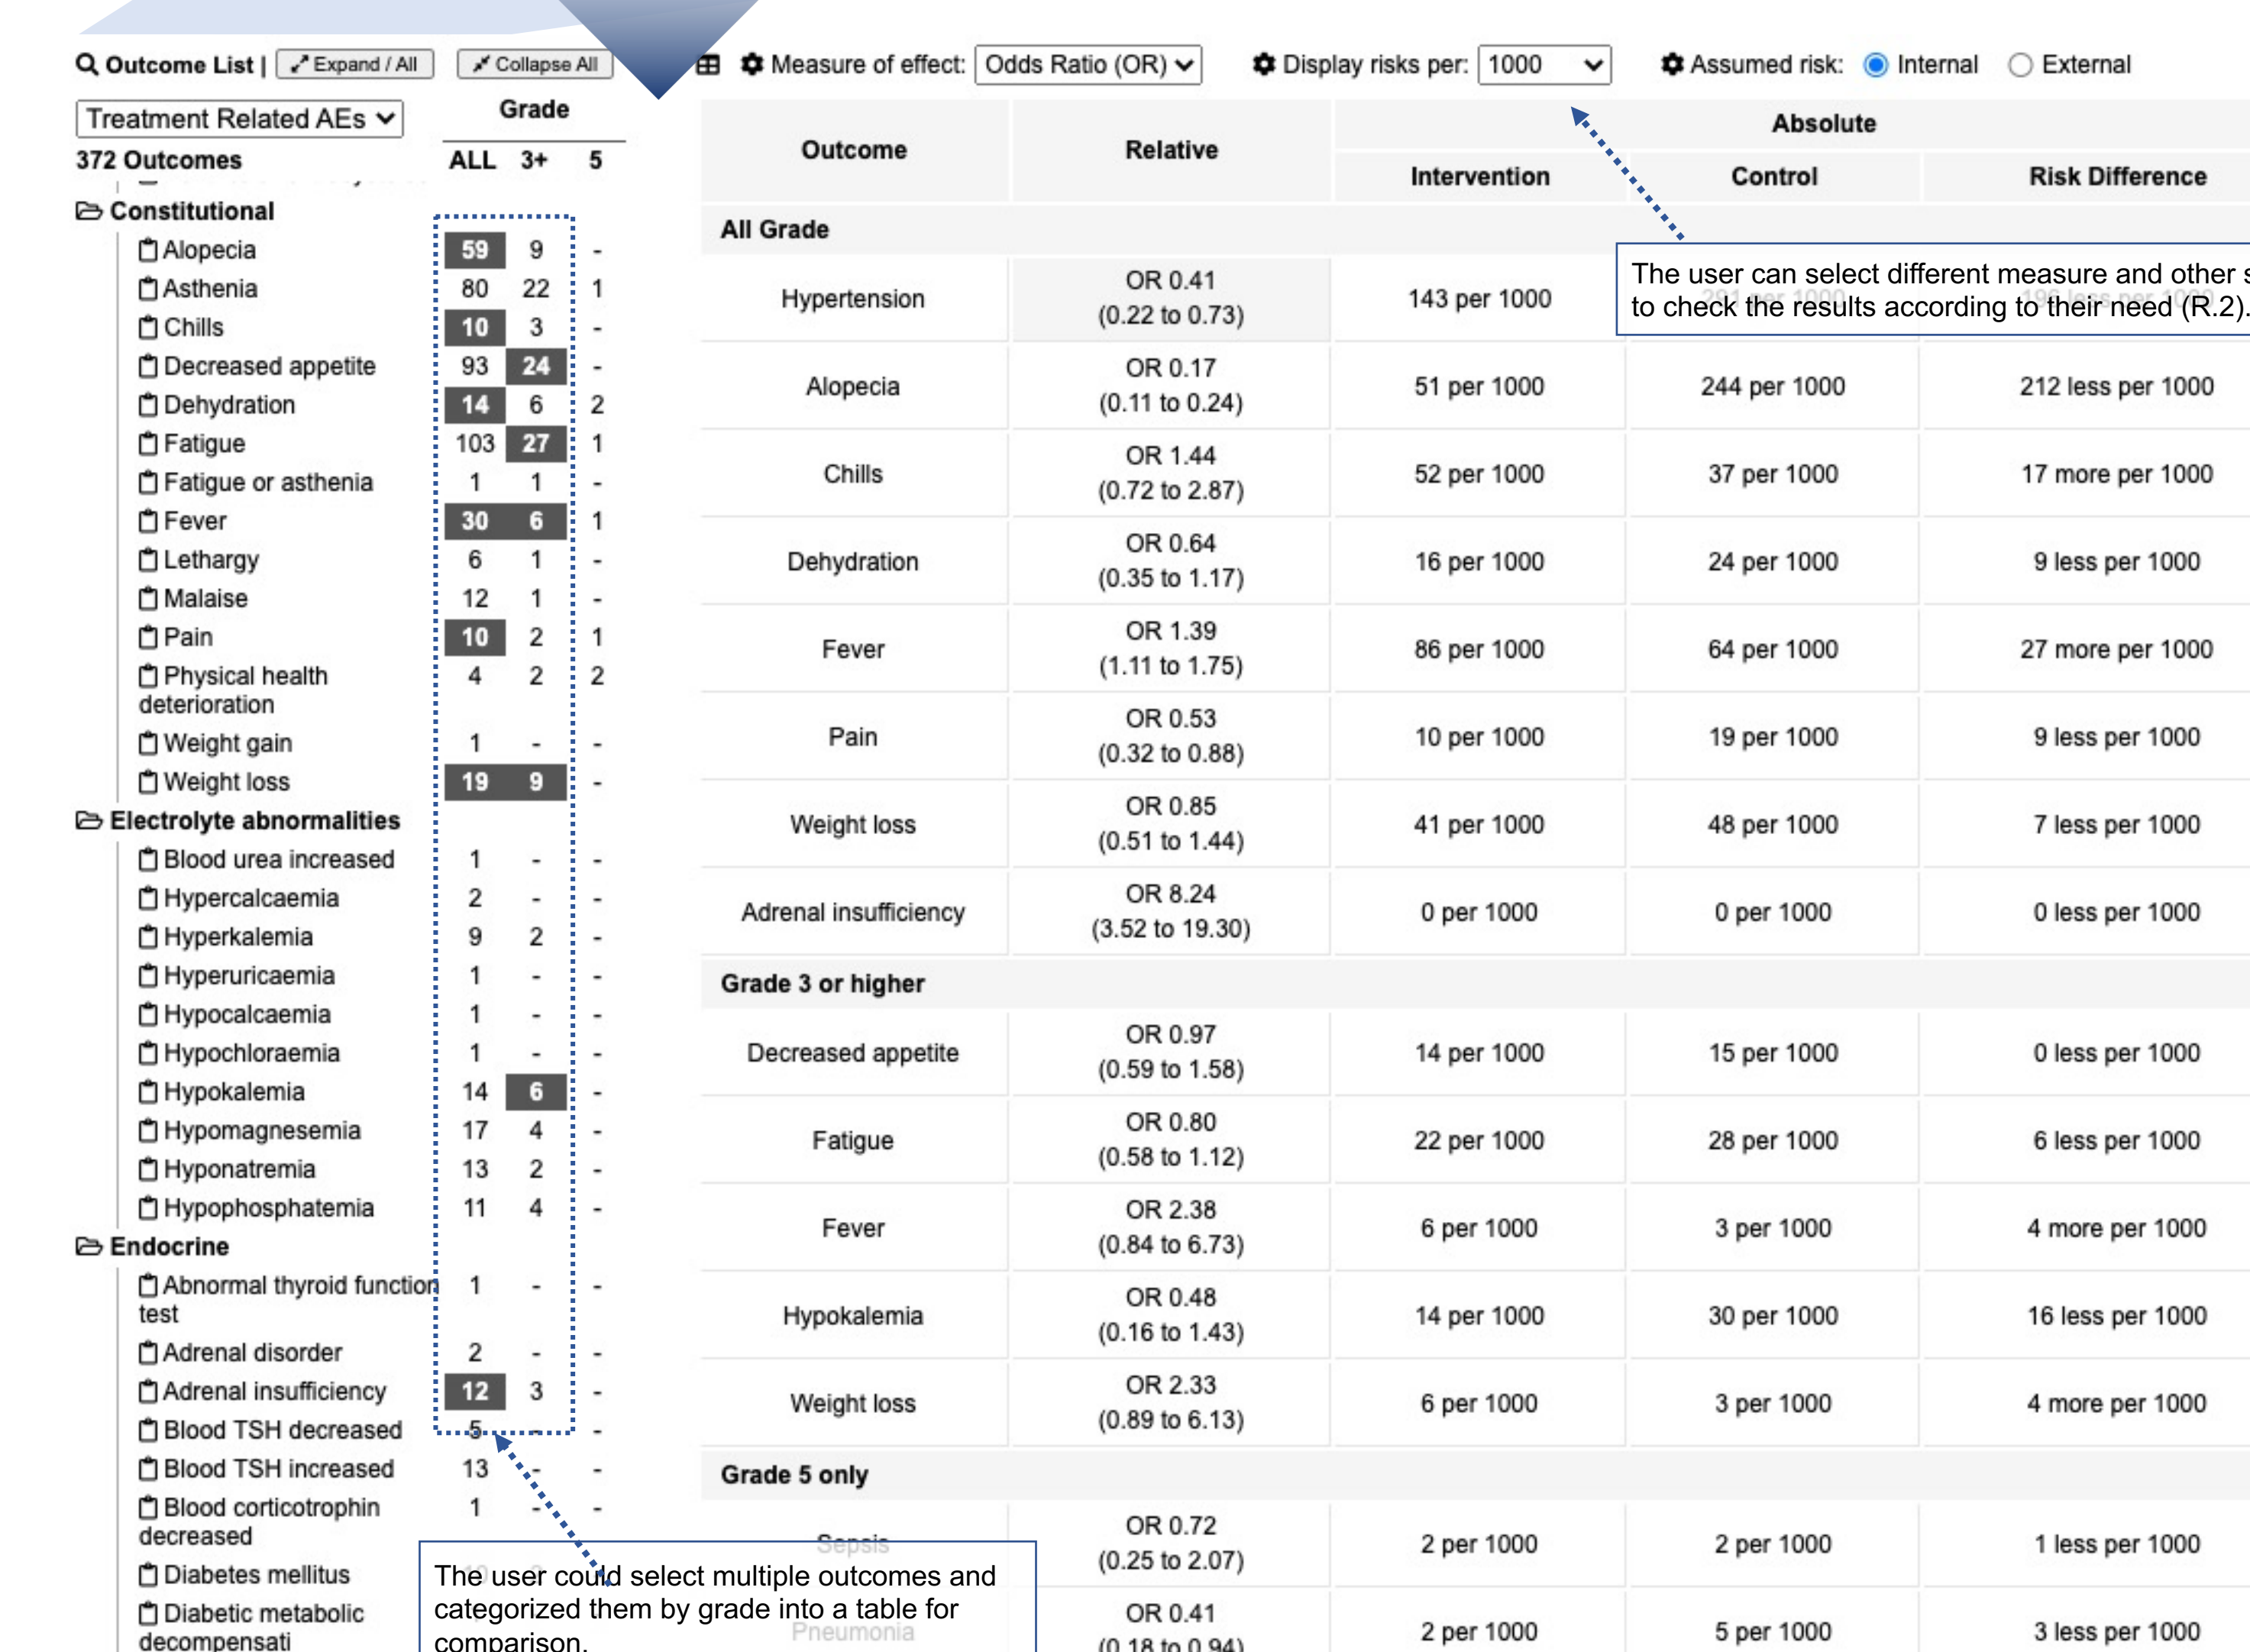 Outcome List | Expand / All Collapse All
Treatment Related AEs Grade
372 Outcomes ALL 3+ 5
Constitutional
Alopecia 59 9 -
Asthenia 80 22 1
Chills 10 3 -
Decreased appetite 93 24 -
Dehydration 14 6 2
Fatigue 103 27 1
Fatigue or asthenia 1 1 -
Fever 30 6 1
Lethargy 6 1 -
Malaise 12 1 -
Pain 10 2 1
Physical health 4 2 2
deterioration
Weight gain 1 - -
Weight loss 19 9 -
Electrolyte abnormalities
Blood urea increased 1 - -
Hypercalcaemia 2 - -
Hyperkalemia 9 2 -
Hyperuricaemia 1 - -
Hypocalcaemia 1 - -
Hypochloraemia 1 - -
Hypokalemia 14 6 -
Hypomagnesemia 17 4 -
Hyponatremia 13 2 -
Hypophosphatemia 11 4 -
Endocrine
Abnormal thyroid function 1 - -
test
Adrenal disorder 2 - -
Adrenal insufficiency 12 3 -
Blood TSH decreased 5 - -
Blood TSH increased 13 - -
Blood corticotrophin 1 - -
decreased
Diabetes mellitus
Diabetic metabolic
decompensati
The user could select multiple outcomes and
categorized them by grade into a table for
comparison.
Measure of effect: Odds Ratio (OR) Display risks per: 1000 Assumed risk: Internal External
Outcome Relative Absolute
Intervention Control Risk Difference
All Grade
Hypertension OR 0.41 (0.22 to 0.73) 143 per 1000 291 per 1000 196 less per 1000
The user can select different measure and other s
to check the results according to their need (R.2).
Alopecia OR 0.17 (0.11 to 0.24) 51 per 1000 244 per 1000 212 less per 1000
Chills OR 1.44 (0.72 to 2.87) 52 per 1000 37 per 1000 17 more per 1000
Dehydration OR 0.64 (0.35 to 1.17) 16 per 1000 24 per 1000 9 less per 1000
Fever OR 1.39 (1.11 to 1.75) 86 per 1000 64 per 1000 27 more per 1000
Pain OR 0.53 (0.32 to 0.88) 10 per 1000 19 per 1000 9 less per 1000
Weight loss OR 0.85 (0.51 to 1.44) 41 per 1000 48 per 1000 7 less per 1000
Adrenal insufficiency OR 8.24 (3.52 to 19.30) 0 per 1000 0 per 1000 0 less per 1000
Grade 3 or higher
Decreased appetite OR 0.97 (0.59 to 1.58) 14 per 1000 15 per 1000 0 less per 1000
Fatigue OR 0.80 (0.58 to 1.12) 22 per 1000 28 per 1000 6 less per 1000
Fever OR 2.38 (0.84 to 6.73) 6 per 1000 3 per 1000 4 more per 1000
Hypokalemia OR 0.48 (0.16 to 1.43) 14 per 1000 30 per 1000 16 less per 1000
Weight loss OR 2.33 (0.89 to 6.13) 6 per 1000 3 per 1000 4 more per 1000
Grade 5 only
Sepsis OR 0.72 (0.25 to 2.07) 2 per 1000 2 per 1000 1 less per 1000
Pneumonia OR 0.41 (0.18 to 0.94) 2 per 1000 5 per 1000 3 less per 1000